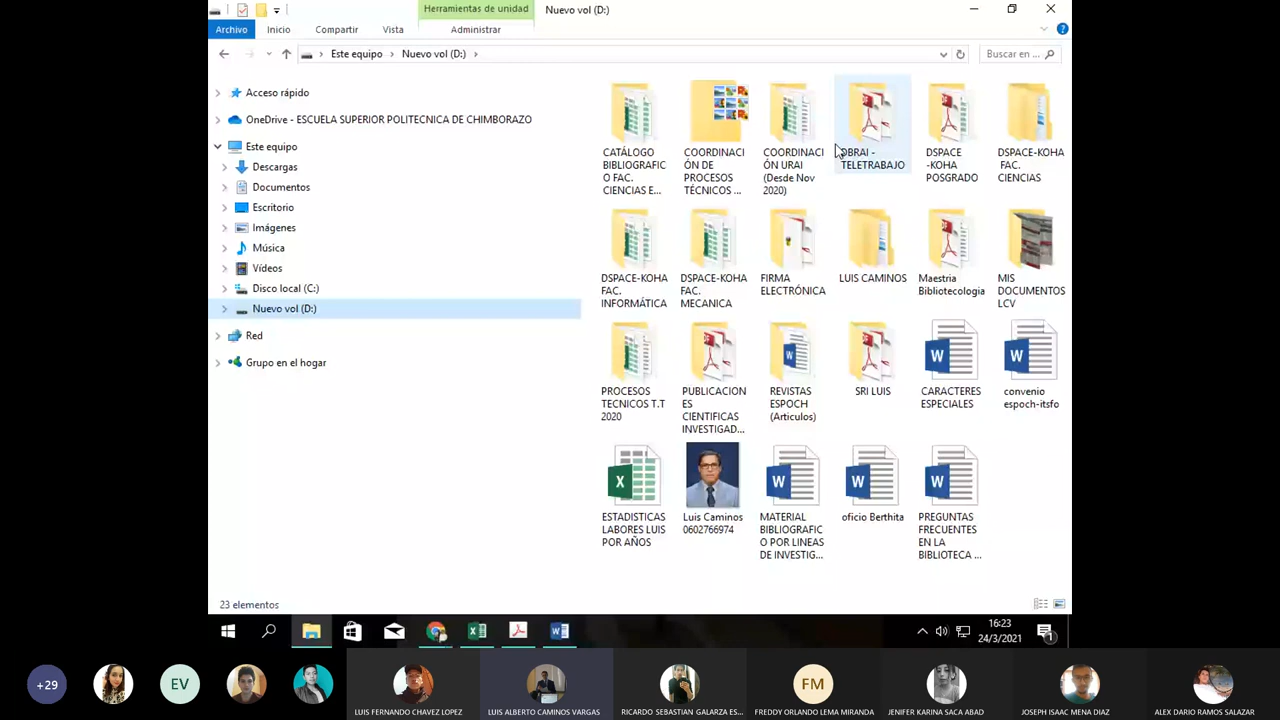 Herramientas de unidad
Nuevo vol (D:)
Archivo
Inicio
Compartir
Vista
Administrar
Este equipo
Nuevo vol (D:)
Buscar en ...
Acceso rápido
OneDrive - ESCUELA SUPERIOR POLITECNICA DE CHIMBORAZO
Este equipo
Descargas
Documentos
Escritorio
Imágenes
Música
Vídeos
Disco local (C:)
Nuevo vol (D:)
Red
Grupo en el hogar
CATÁLOGO
BIBLIOGRAFIC
O FAC.
CIENCIAS E...
COORDINACI
ÓN DE
PROCESOS
TÉCNICOS ...
COORDINACI
ÓN URAI
(Desde Nov
2020)
DBRAI -
TELETRABAJO
DSPACE
-KOHA
POSGRADO
DSPACE-KOHA
FAC.
CIENCIAS
DSPACE-KOHA
FAC.
INFORMÁTICA
DSPACE-KOHA
FAC.
MECANICA
FIRMA
ELECTRÓNICA
LUIS CAMINOS
Maestria
Bibliotecologia
MIS
DOCUMENTOS
LCV
PROCESOS
TECNICOS T.T
2020
PUBLICACION
ES
CIENTIFICAS
INVESTIGAD...
REVISTAS
ESPOCH
(Articulos)
SRI LUIS
CARACTERES
ESPECIALES
convenio
espoch-itsfo
ESTADISTICAS
LABORES LUIS
POR AÑOS
Luis Caminos
0602766974
MATERIAL
BIBLIOGRAFIC
O POR LINEAS
DE INVESTIG...
oficio Berthita
PREGUNTAS
FRECUENTES
EN LA
BIBLIOTECA ...
23 elementos
16:23
24/3/2021
1
+29
EV
FM
LUIS FERNANDO CHAVEZ LOPEZ
LUIS ALBERTO CAMINOS VARGAS
RICARDO SEBASTIAN GALARZA ES...
FREDDY ORLANDO LEMA MIRANDA
JENIFER KARINA SACA ABAD
JOSEPH ISAAC MENA DIAZ
ALEX DARIO RAMOS SALAZAR